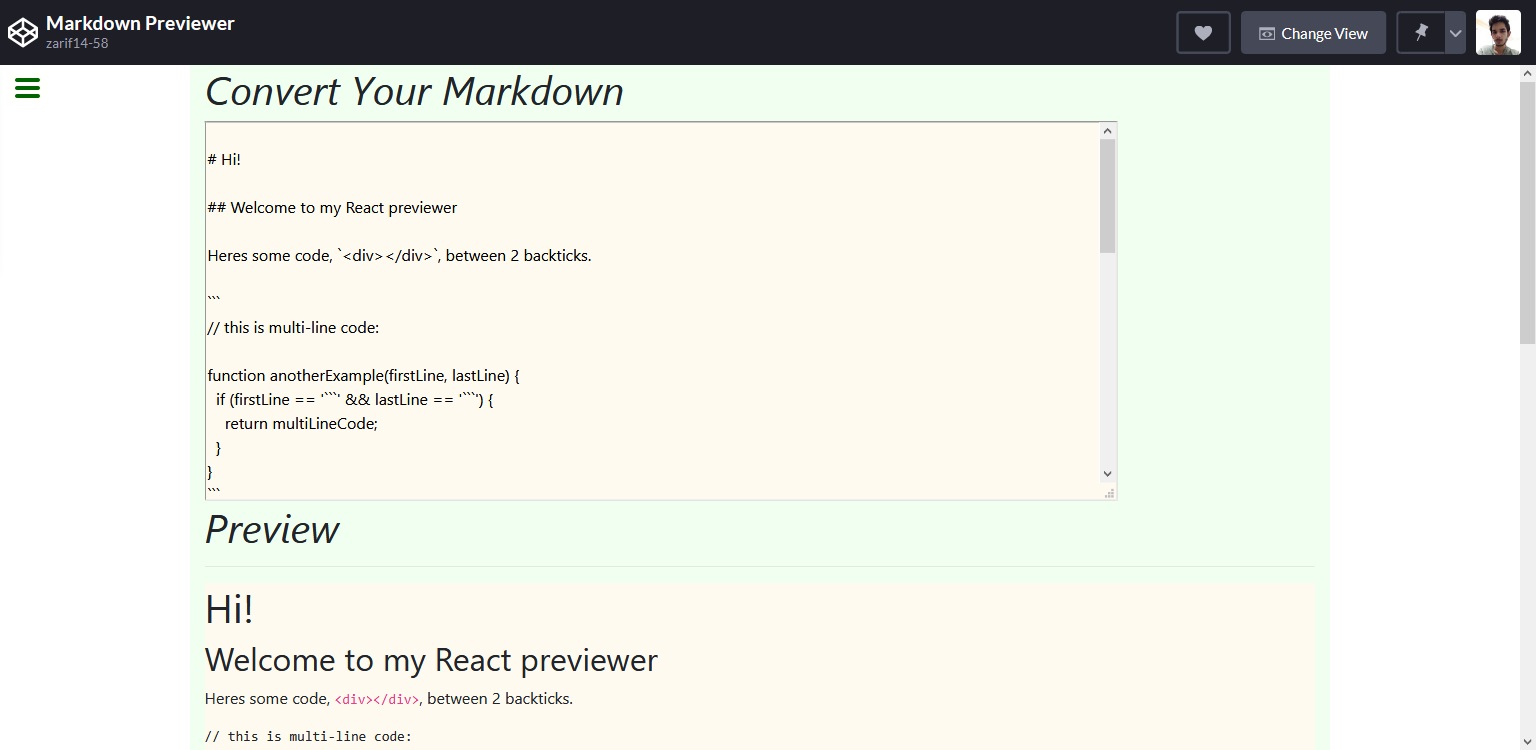 Markdown Previewer
zarif14-58
Change View
Convert Your Markdown
# Hi!
## Welcome to my React previewer
Heres some code, `<div></div>`, between 2 backticks.
```
// this is multi-line code:
function anotherExample(firstLine, lastLine) {
  if (firstLine == '```' && lastLine == '```') {
    return multiLineCode;
  }
}
```
Preview
Hi!
Welcome to my React previewer
Heres some code, <div></div>, between 2 backticks.
// this is multi-line code: